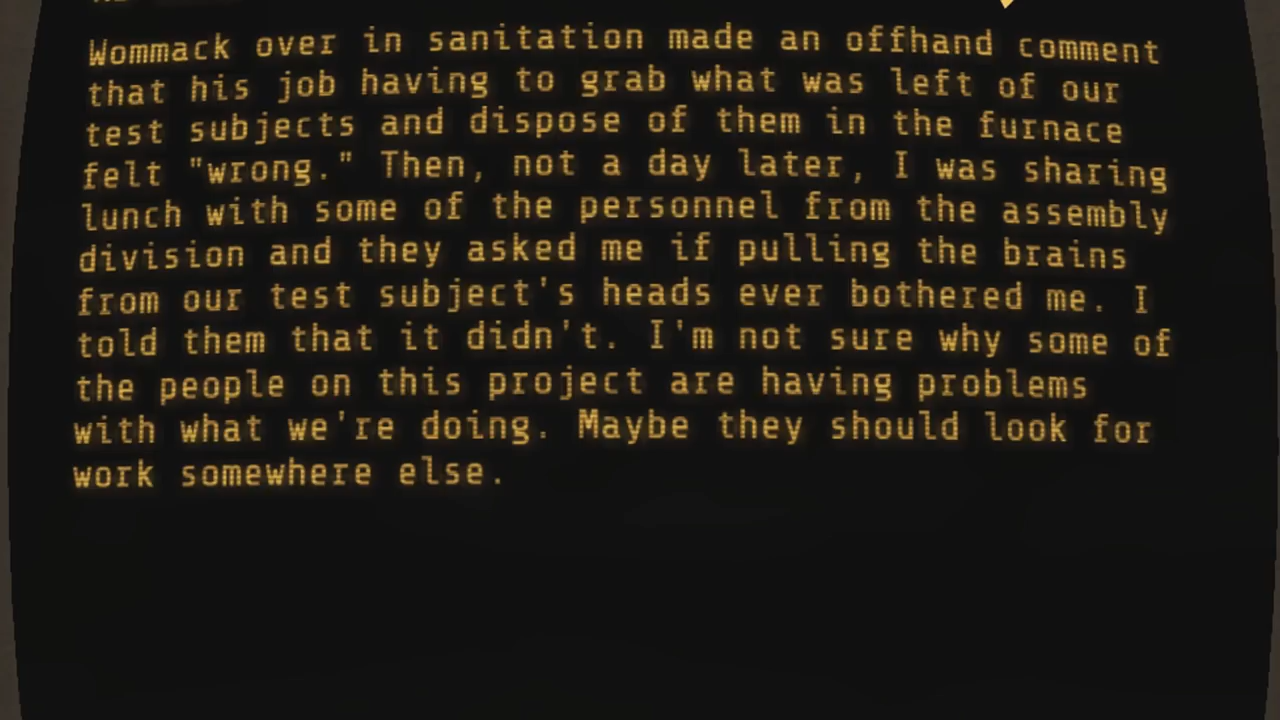 Wommack over in sanitation made an offhand comment
that his job having to grab what was left of our
test subjects and dispose of them in the furnace
felt "wrong." Then, not a day later, I was sharing
lunch with some of the personnel from the assembly
division and they asked me if pulling the brains
from our test subject's heads ever bothered me. I
told them that it didn't. I'm not sure why some of
the people on this project are having problems
with what we're doing. Maybe they should look for
work somewhere else.